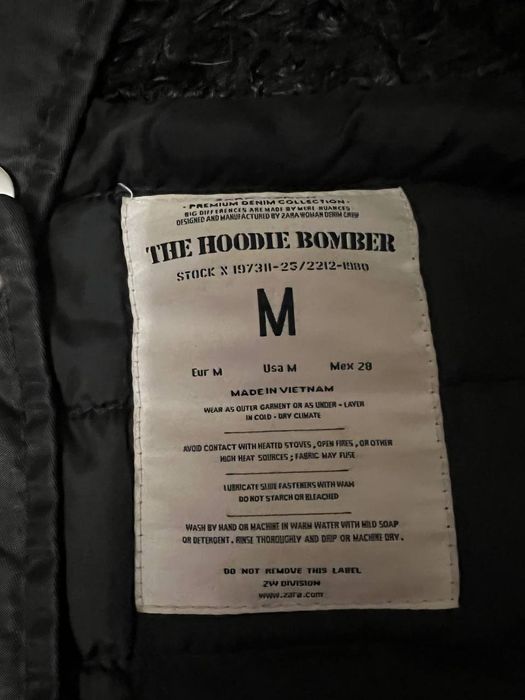 • PREMIUM DENIM COLLECTION •
BIG DIFFERENCES ARE MADE BY MERE NUANCES
DESIGNED AND MANUFACTURED BY ZARA WOMAN DENIM CREW
THE HOODIE BOMBER
STOCK N 197311-25/2212-1980
M
Eur M Usa M Mex 28
MADE IN VIETNAM
WEAR AS OUTER GARMENT OR AS UNDER - LAYER
IN COLD - DRY CLIMATE
AVOID CONTACT WITH HEATED STOVES, OPEN FIRES, OR OTHER
HIGH HEAT SOURCES ; FABRIC MAY FUSE
LUBRICATE SLIDE FASTENERS WITH WAX
DO NOT STARCH OR BLEACHED
WASH BY HAND OR MACHINE IN WARM WATER WITH MILD SOAP
OR DETERGENT. RINSE THOROUGHLY AND DRIP OR MACHINE DRY.
DO NOT REMOVE THIS LABEL
ZW DIVISION
www.zara.com